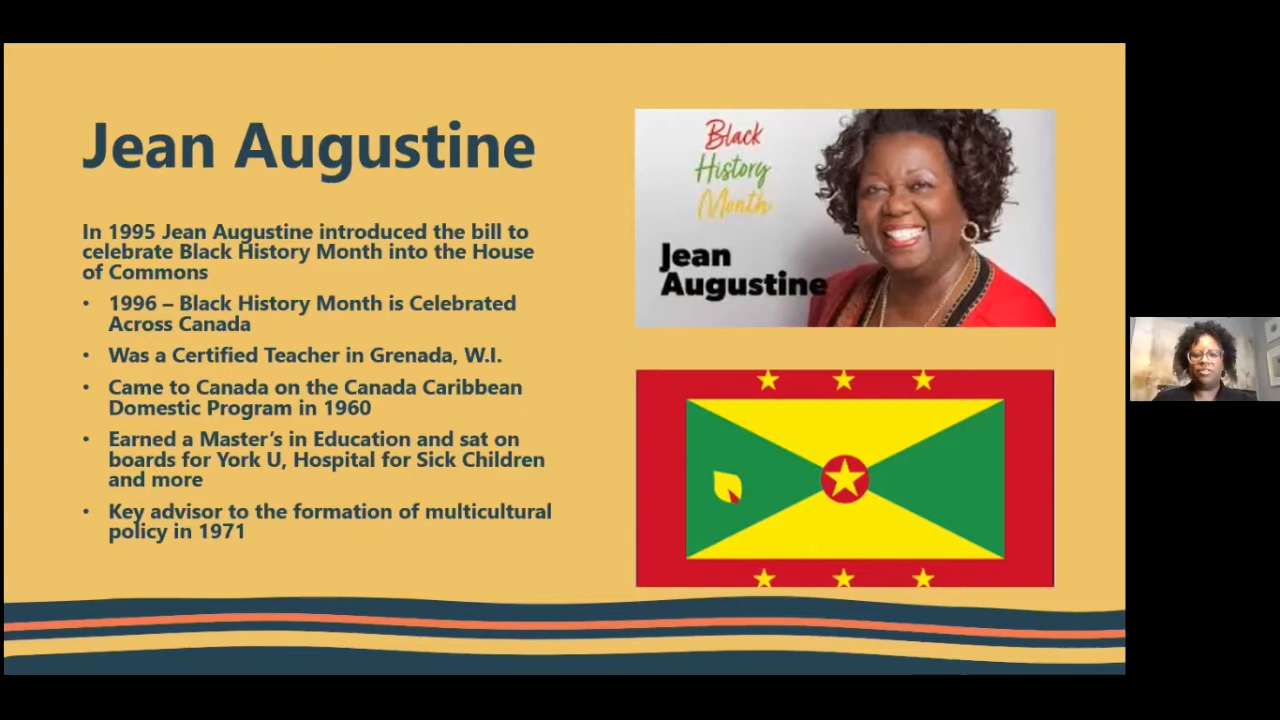 Jean Augustine
In 1995 Jean Augustine introduced the bill to
celebrate Black History Month into the House
of Commons
• 1996 – Black History Month is Celebrated
Across Canada
• Was a Certified Teacher in Grenada, W.I.
• Came to Canada on the Canada Caribbean
Domestic Program in 1960
• Earned a Master's in Education and sat on
boards for York U, Hospital for Sick Children
and more
• Key advisor to the formation of multicultural
policy in 1971
Black
History
Month
Jean
Augustine